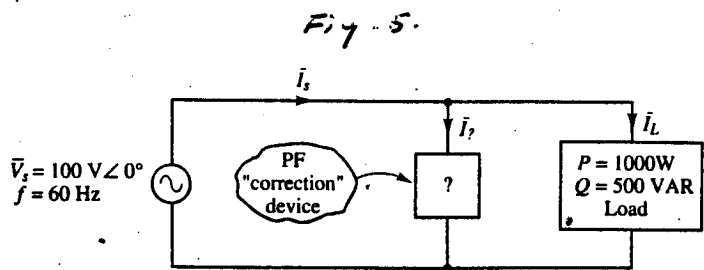 Fig. 5.
Īs
Ī?
ĪL
V̄s = 100 V∠0°
f = 60 Hz
PF
"correction"
device
?
P = 1000W
Q = 500 VAR
Load